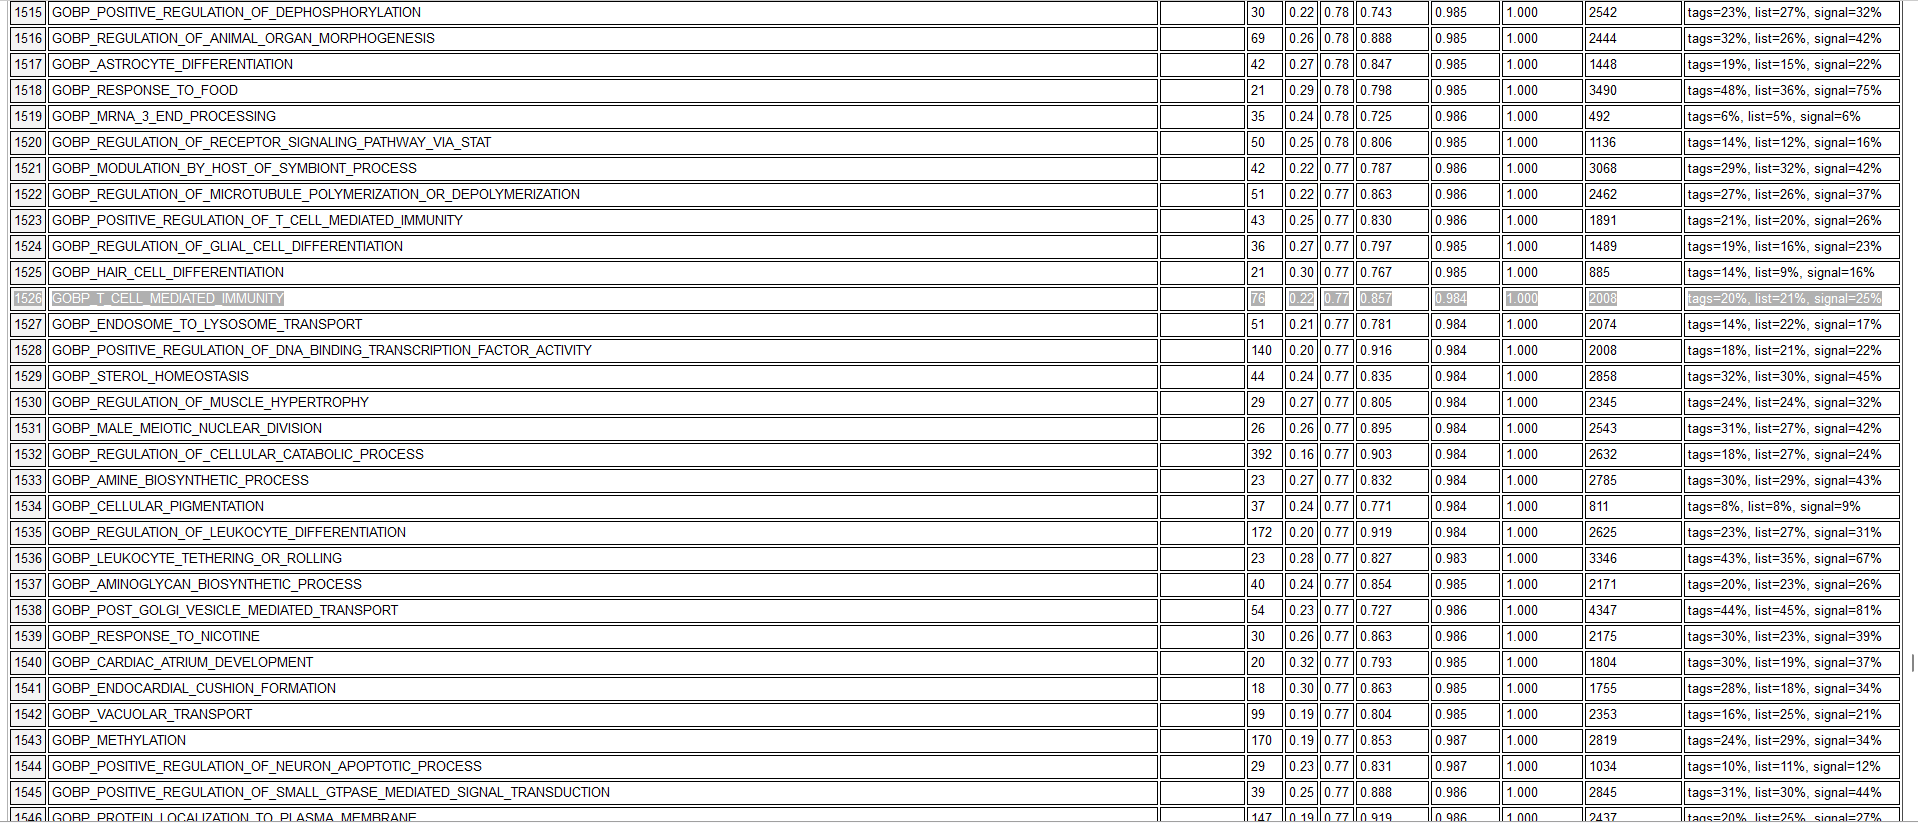 1515 GOBP_POSITIVE_REGULATION_OF_DEPHOSPHORYLATION 30 0.22 0.78 0.743 0.985 1.000 2542 tags=23%, list=27%, signal=32%
1516 GOBP_REGULATION_OF_ANIMAL_ORGAN_MORPHOGENESIS 69 0.26 0.78 0.888 0.985 1.000 2444 tags=32%, list=26%, signal=42%
1517 GOBP_ASTROCYTE_DIFFERENTIATION 42 0.27 0.78 0.847 0.985 1.000 1448 tags=19%, list=15%, signal=22%
1518 GOBP_RESPONSE_TO_FOOD 21 0.29 0.78 0.798 0.985 1.000 3490 tags=48%, list=36%, signal=75%
1519 GOBP_MRNA_3_END_PROCESSING 35 0.24 0.78 0.725 0.986 1.000 492 tags=6%, list=5%, signal=6%
1520 GOBP_REGULATION_OF_RECEPTOR_SIGNALING_PATHWAY_VIA_STAT 50 0.25 0.78 0.806 0.985 1.000 1136 tags=14%, list=12%, signal=16%
1521 GOBP_MODULATION_BY_HOST_OF_SYMBIONT_PROCESS 42 0.22 0.77 0.787 0.986 1.000 3068 tags=29%, list=32%, signal=42%
1522 GOBP_REGULATION_OF_MICROTUBULE_POLYMERIZATION_OR_DEPOLYMERIZATION 51 0.22 0.77 0.863 0.986 1.000 2462 tags=27%, list=26%, signal=37%
1523 GOBP_POSITIVE_REGULATION_OF_T_CELL_MEDIATED_IMMUNITY 43 0.25 0.77 0.830 0.986 1.000 1891 tags=21%, list=20%, signal=26%
1524 GOBP_REGULATION_OF_GLIAL_CELL_DIFFERENTIATION 36 0.27 0.77 0.797 0.985 1.000 1489 tags=19%, list=16%, signal=23%
1525 GOBP_HAIR_CELL_DIFFERENTIATION 21 0.30 0.77 0.767 0.985 1.000 885 tags=14%, list=9%, signal=16%
1526 GOBP_T_CELL_MEDIATED_IMMUNITY 76 0.22 0.77 0.857 0.984 1.000 2008 tags=20%, list=21%, signal=25%
1527 GOBP_ENDOSOME_TO_LYSOSOME_TRANSPORT 51 0.21 0.77 0.781 0.984 1.000 2074 tags=14%, list=22%, signal=17%
1528 GOBP_POSITIVE_REGULATION_OF_DNA_BINDING_TRANSCRIPTION_FACTOR_ACTIVITY 140 0.20 0.77 0.916 0.984 1.000 2008 tags=18%, list=21%, signal=22%
1529 GOBP_STEROL_HOMEOSTASIS 44 0.24 0.77 0.835 0.984 1.000 2858 tags=32%, list=30%, signal=45%
1530 GOBP_REGULATION_OF_MUSCLE_HYPERTROPHY 29 0.27 0.77 0.805 0.984 1.000 2345 tags=24%, list=24%, signal=32%
1531 GOBP_MALE_MEIOTIC_NUCLEAR_DIVISION 26 0.26 0.77 0.895 0.984 1.000 2543 tags=31%, list=27%, signal=42%
1532 GOBP_REGULATION_OF_CELLULAR_CATABOLIC_PROCESS 392 0.16 0.77 0.903 0.984 1.000 2632 tags=18%, list=27%, signal=24%
1533 GOBP_AMINE_BIOSYNTHETIC_PROCESS 23 0.27 0.77 0.832 0.984 1.000 2785 tags=30%, list=29%, signal=43%
1534 GOBP_CELLULAR_PIGMENTATION 37 0.24 0.77 0.771 0.984 1.000 811 tags=8%, list=8%, signal=9%
1535 GOBP_REGULATION_OF_LEUKOCYTE_DIFFERENTIATION 172 0.20 0.77 0.919 0.984 1.000 2625 tags=23%, list=27%, signal=31%
1536 GOBP_LEUKOCYTE_TETHERING_OR_ROLLING 23 0.28 0.77 0.827 0.983 1.000 3346 tags=43%, list=35%, signal=67%
1537 GOBP_AMINOGLYCAN_BIOSYNTHETIC_PROCESS 40 0.24 0.77 0.854 0.985 1.000 2171 tags=20%, list=23%, signal=26%
1538 GOBP_POST_GOLGI_VESICLE_MEDIATED_TRANSPORT 54 0.23 0.77 0.727 0.986 1.000 4347 tags=44%, list=45%, signal=81%
1539 GOBP_RESPONSE_TO_NICOTINE 30 0.26 0.77 0.863 0.986 1.000 2175 tags=30%, list=23%, signal=39%
1540 GOBP_CARDIAC_ATRIUM_DEVELOPMENT 20 0.32 0.77 0.793 0.985 1.000 1804 tags=30%, list=19%, signal=37%
1541 GOBP_ENDOCARDIAL_CUSHION_FORMATION 18 0.30 0.77 0.863 0.985 1.000 1755 tags=28%, list=18%, signal=34%
1542 GOBP_VACUOLAR_TRANSPORT 99 0.19 0.77 0.804 0.985 1.000 2353 tags=16%, list=25%, signal=21%
1543 GOBP_METHYLATION 170 0.19 0.77 0.853 0.987 1.000 2819 tags=24%, list=29%, signal=34%
1544 GOBP_POSITIVE_REGULATION_OF_NEURON_APOPTOTIC_PROCESS 29 0.23 0.77 0.831 0.987 1.000 1034 tags=10%, list=11%, signal=12%
1545 GOBP_POSITIVE_REGULATION_OF_SMALL_GTPASE_MEDIATED_SIGNAL_TRANSDUCTION 39 0.25 0.77 0.888 0.986 1.000 2845 tags=31%, list=30%, signal=44%
1546 GOBP_PROTEIN_LOCALIZATION_TO_PLASMA_MEMBRANE 147 0.19 0.77 0.919 0.986 1.000 2437 tags=20%, list=25%, signal=27%